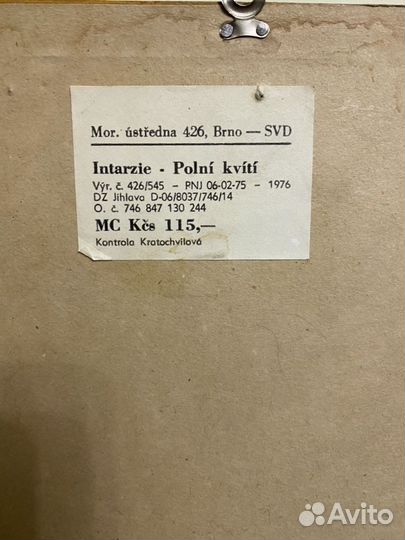 Mor. ústředna 426, Brno — SVD
Intarzie - Polní kvítí
Výr. č. 426/545 – PNJ 06-02-75 – 1976
DZ Jihlava D-06/8037/746/14
O. č. 746 847 130 244
MC Kčs 115,—
Kontrola Kratochvílová
Avito